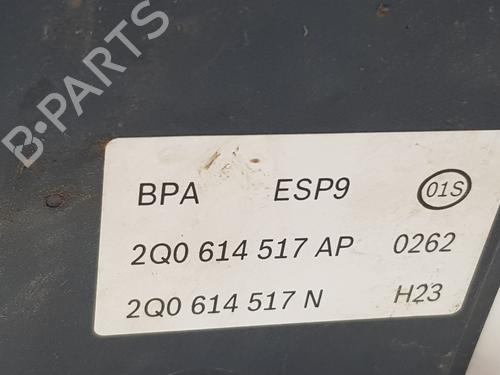 B-PARTS
BPA ESP9 01S
2Q0 614 517 AP 0262
2Q0 614 517 N H23